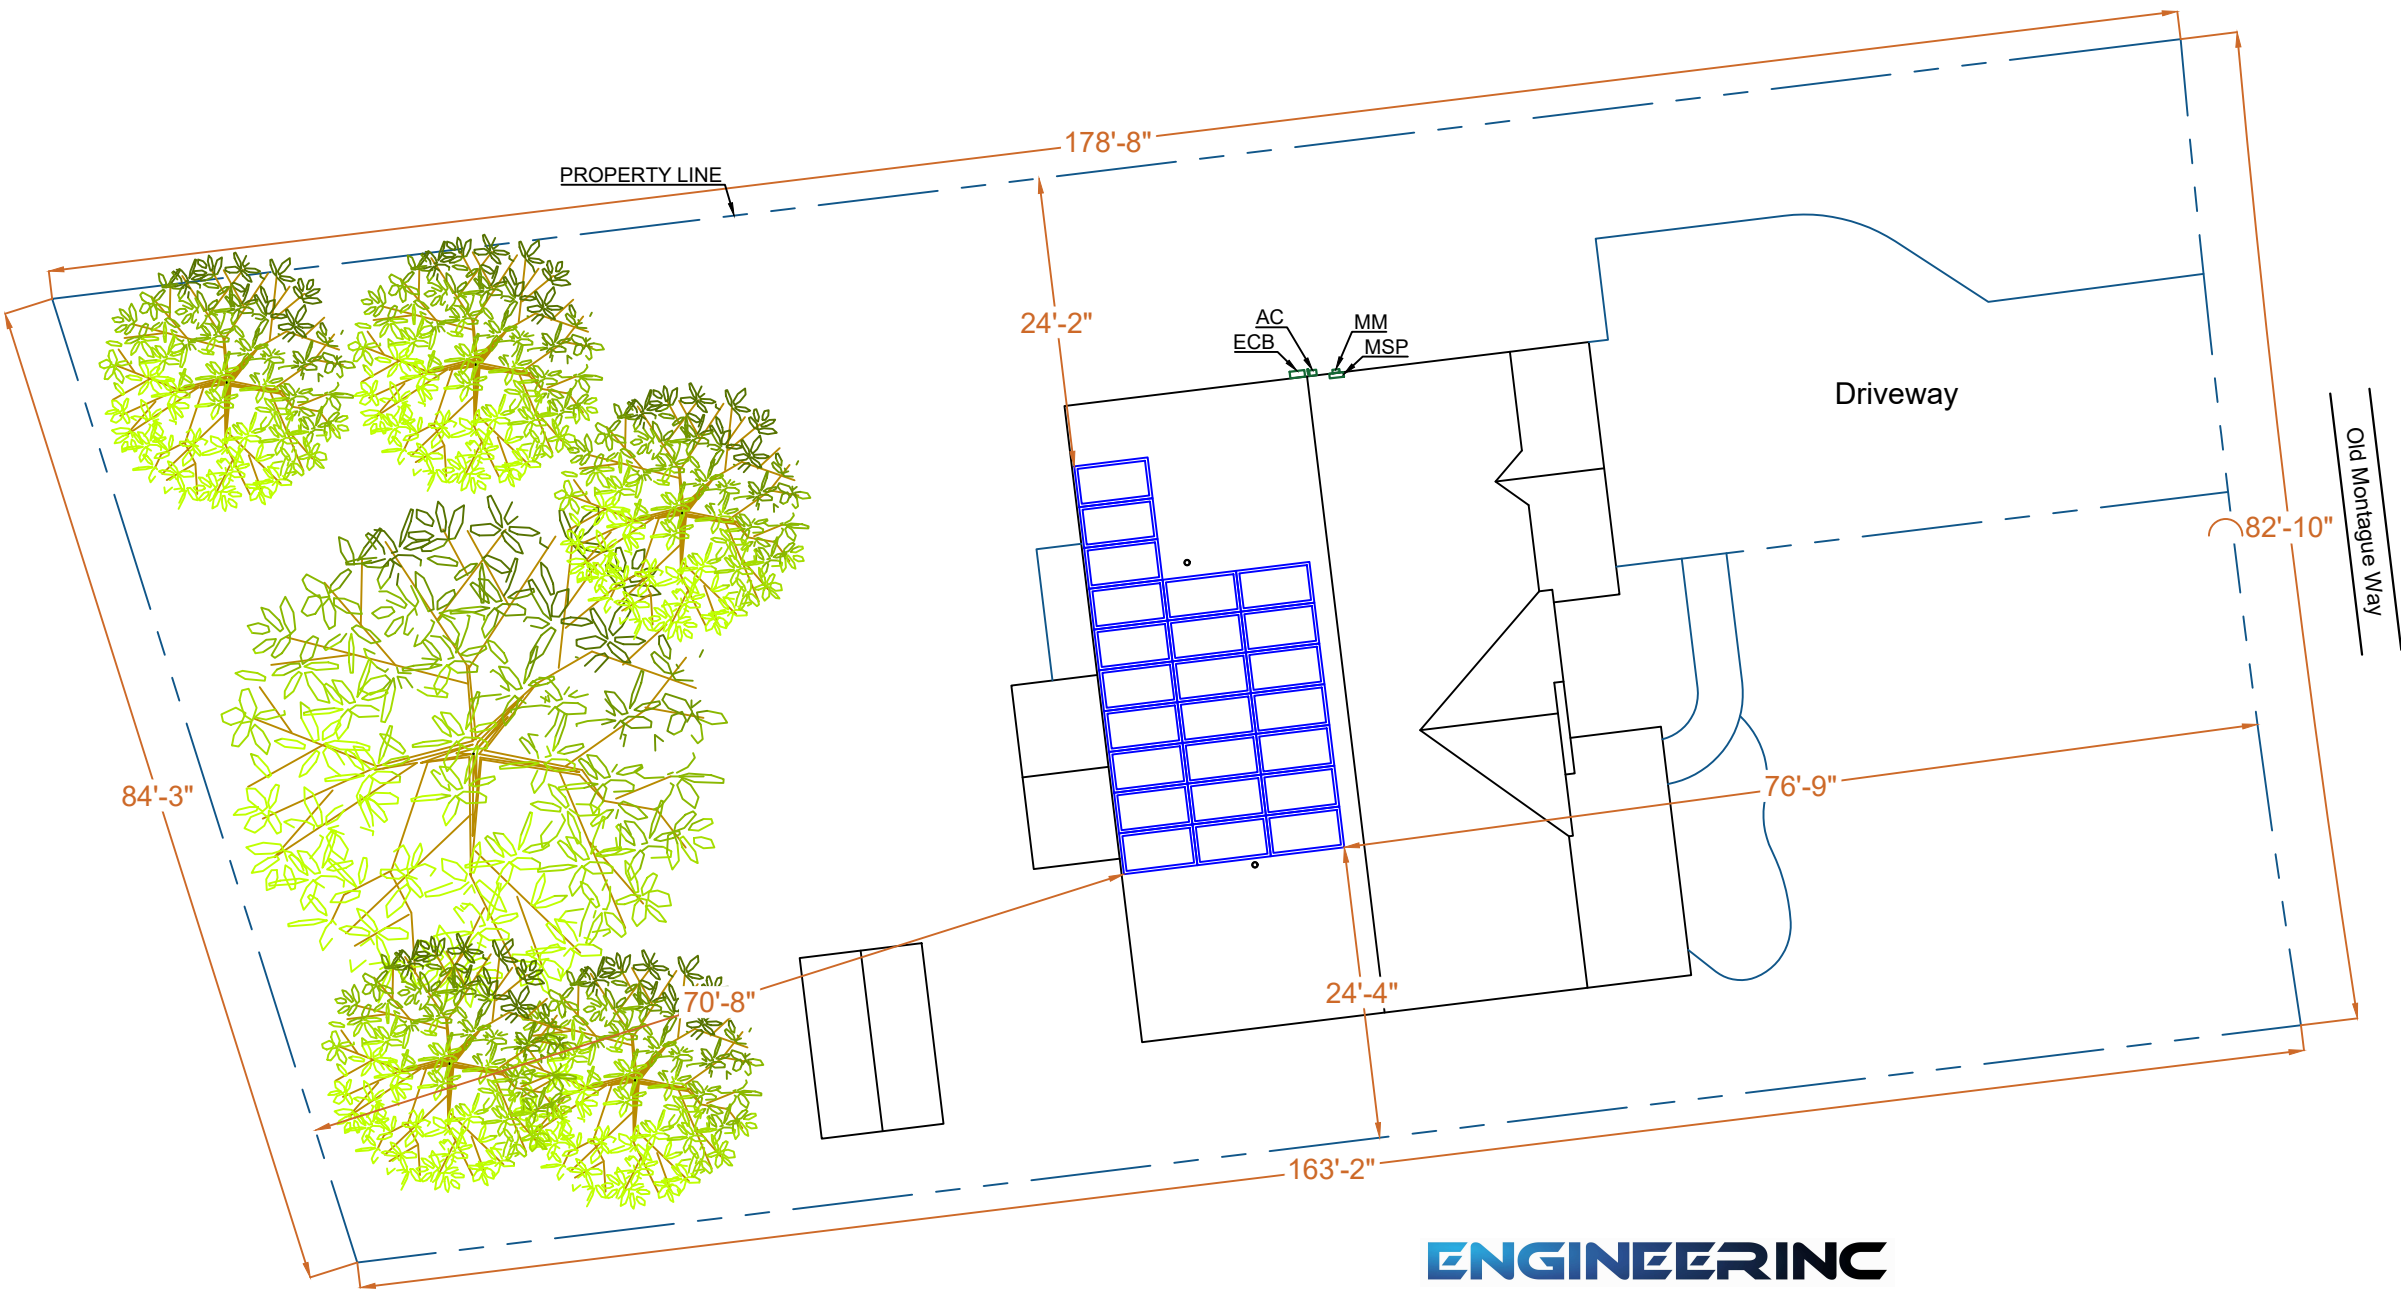 178'-8"
PROPERTY LINE
24'-2"
AC
MM
ECB
MSP
Driveway
Old Montague Way
82'-10"
84'-3"
76'-9"
70'-8"
24'-4"
163'-2"
ENGINEERINC